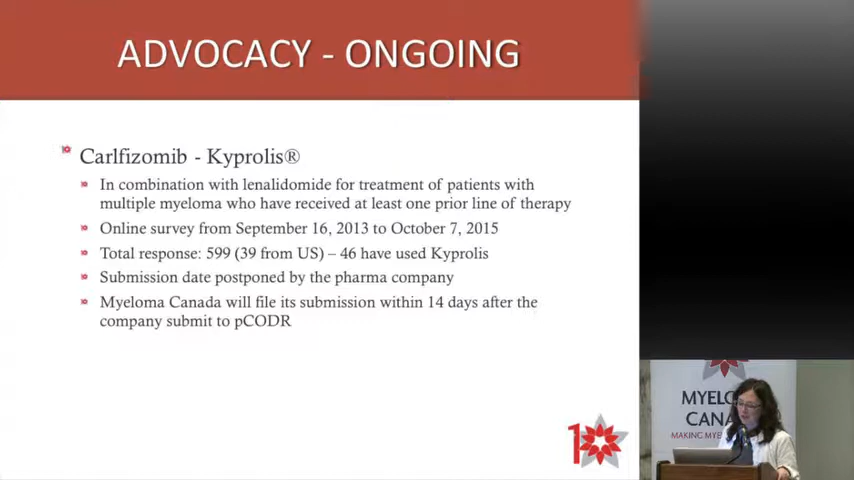 ADVOCACY - ONGOING
Carlfizomib - Kyprolis®
In combination with lenalidomide for treatment of patients with
multiple myeloma who have received at least one prior line of therapy
Online survey from September 16, 2013 to October 7, 2015
Total response: 599 (39 from US) – 46 have used Kyprolis
Submission date postponed by the pharma company
Myeloma Canada will file its submission within 14 days after the
company submit to pCODR
10